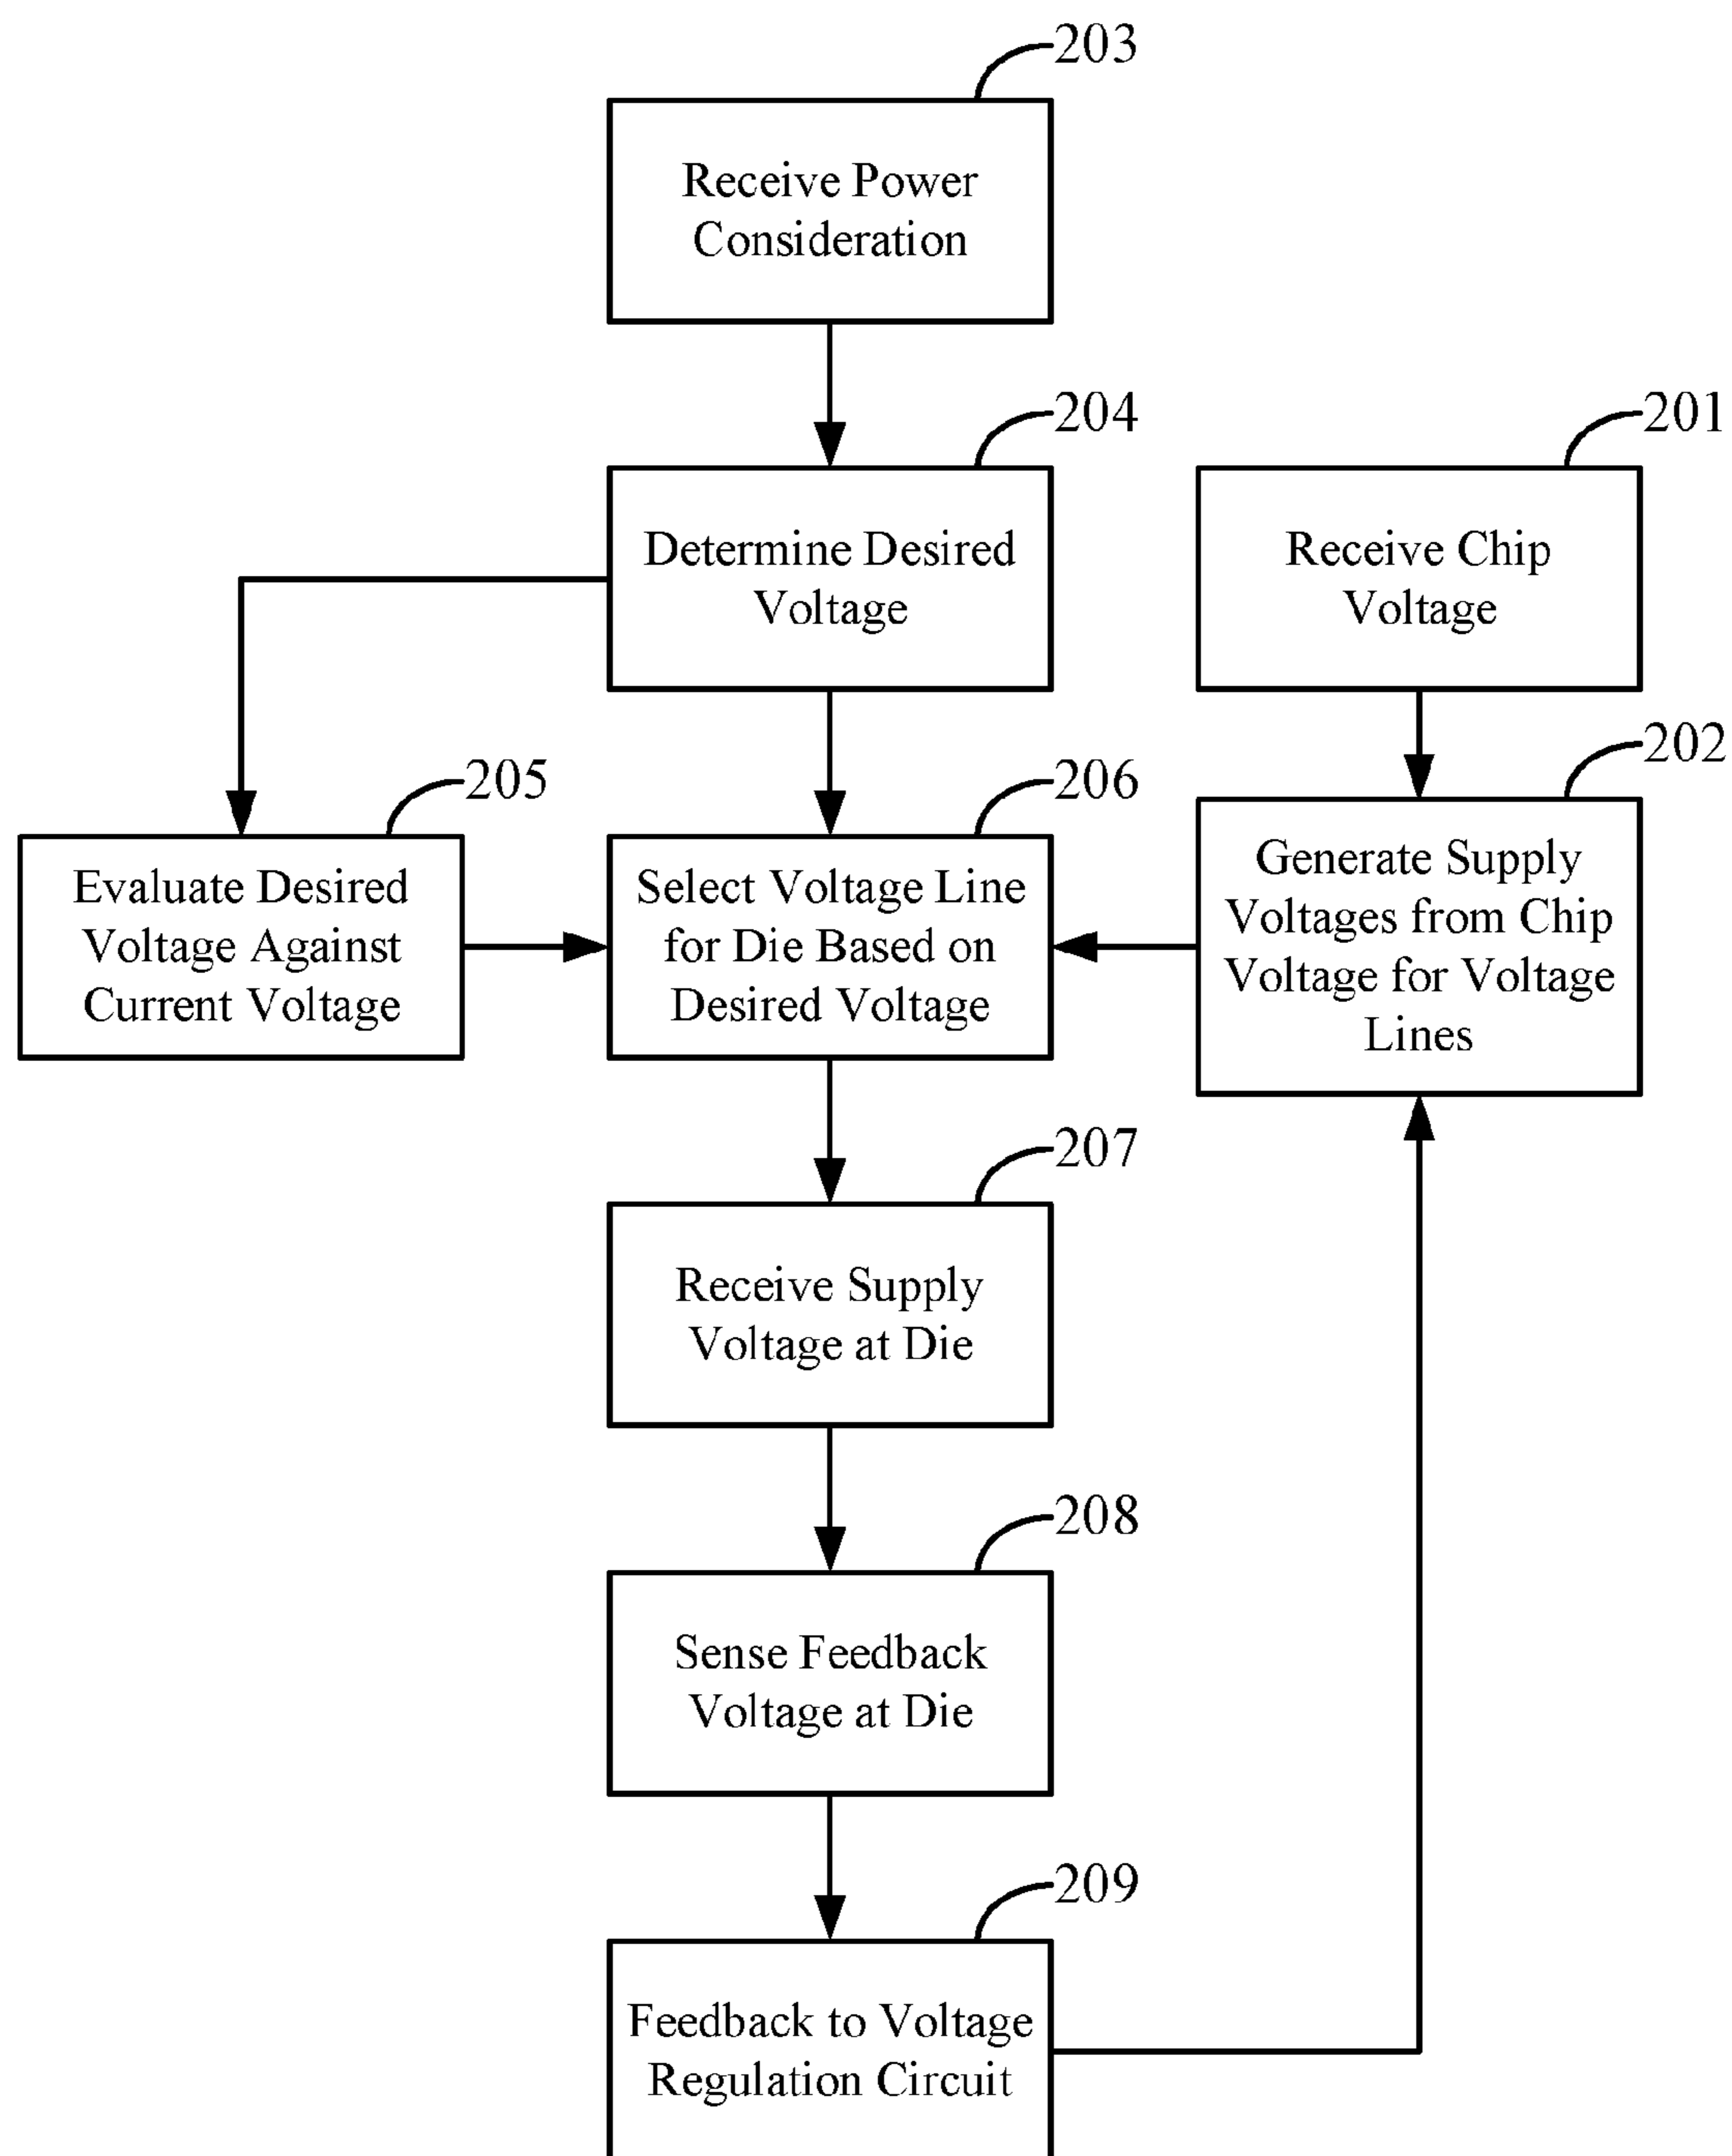 203
Receive Power
Consideration
204
Determine Desired
Voltage
201
Receive Chip
Voltage
205
Evaluate Desired
Voltage Against
Current Voltage
206
Select Voltage Line
for Die Based on
Desired Voltage
202
Generate Supply
Voltages from Chip
Voltage for Voltage
Lines
207
Receive Supply
Voltage at Die
208
Sense Feedback
Voltage at Die
209
Feedback to Voltage
Regulation Circuit